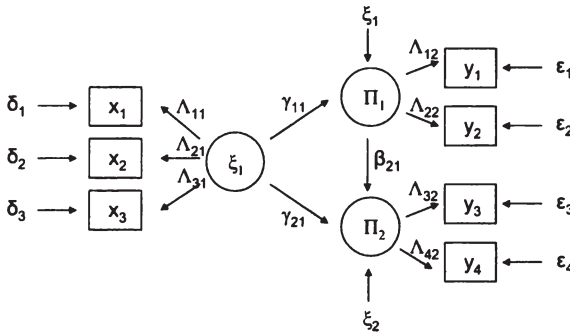 ξ₁
Λ₁₂
y₁
ε₁
δ₁
x₁
Λ₁₁
γ₁₁
Π₁
Λ₂₂
y₂
ε₂
δ₂
x₂
Λ₂₁
ξ₁
β₂₁
δ₃
x₃
Λ₃₁
γ₂₁
Π₂
Λ₃₂
y₃
ε₃
Λ₄₂
y₄
ε₄
ξ₂